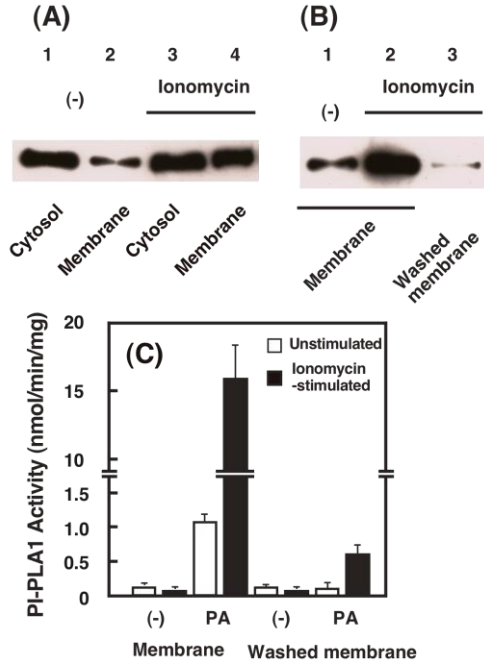 (A)
1 2 3 4
Ionomycin
(-)
Cytosol
Membrane
Cytosol
Membrane
(B)
1 2 3
Ionomycin
(-)
Membrane
Washed
membrane
(C)
Unstimulated
Ionomycin
-stimulated
PI-PLA1 Activity (nmol/min/mg)
20
15
10
1.5
1.0
0.5
0
(-) PA (-) PA
Membrane Washed membrane